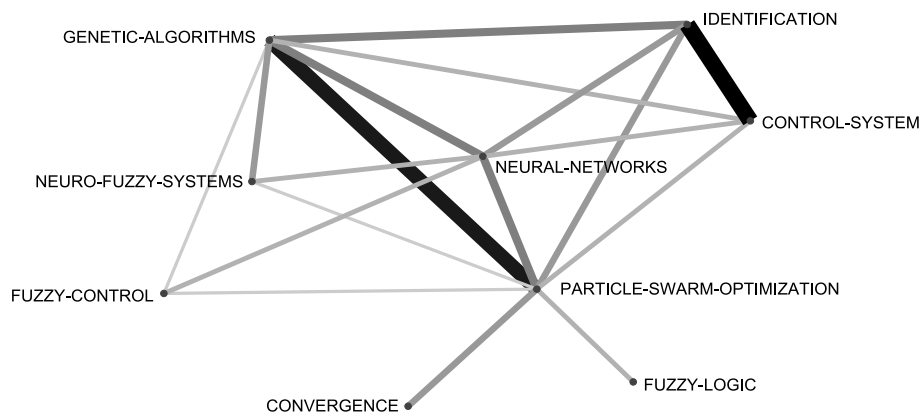 IDENTIFICATION
GENETIC-ALGORITHMS
CONTROL-SYSTEM
NEURAL-NETWORKS
NEURO-FUZZY-SYSTEMS
PARTICLE-SWARM-OPTIMIZATION
FUZZY-CONTROL
FUZZY-LOGIC
CONVERGENCE